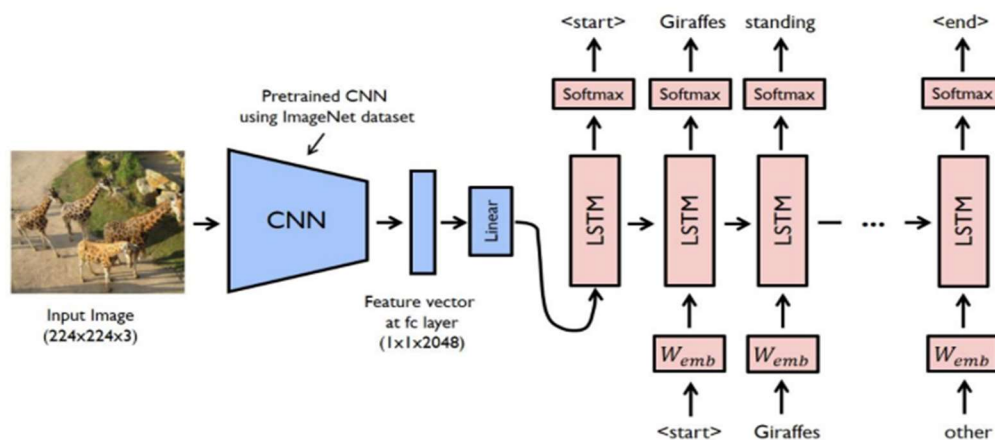 <start> Giraffes standing <end>
Softmax Softmax Softmax Softmax
Pretrained CNN
using ImageNet dataset
CNN
Linear
LSTM LSTM LSTM ... LSTM
Input Image
(224x224x3)
Feature vector
at fc layer
(1x1x2048)
W_emb W_emb W_emb
<start> Giraffes other